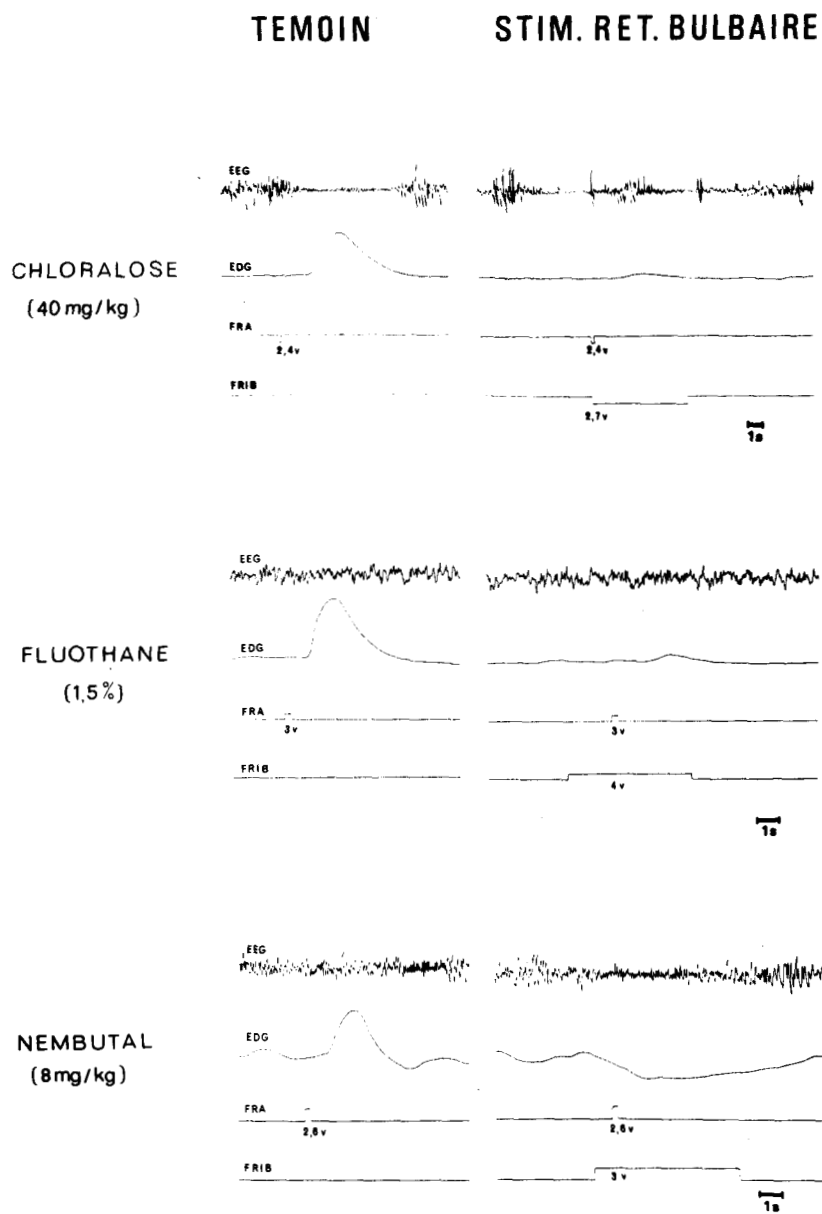 TEMOIN STIM. RET. BULBAIRE
EEG
CHLORALOSE
(40 mg/kg)
EDG
FRA
2,4v 2,4v
FRIB
2,7v
1s
EEG
FLUOTHANE
(1,5%)
EDG
FRA
3v 3v
FRIB
4v
1s
EEG
NEMBUTAL
(8mg/kg)
EDG
FRA
2,6v 2,6v
FRIB
3v
1s